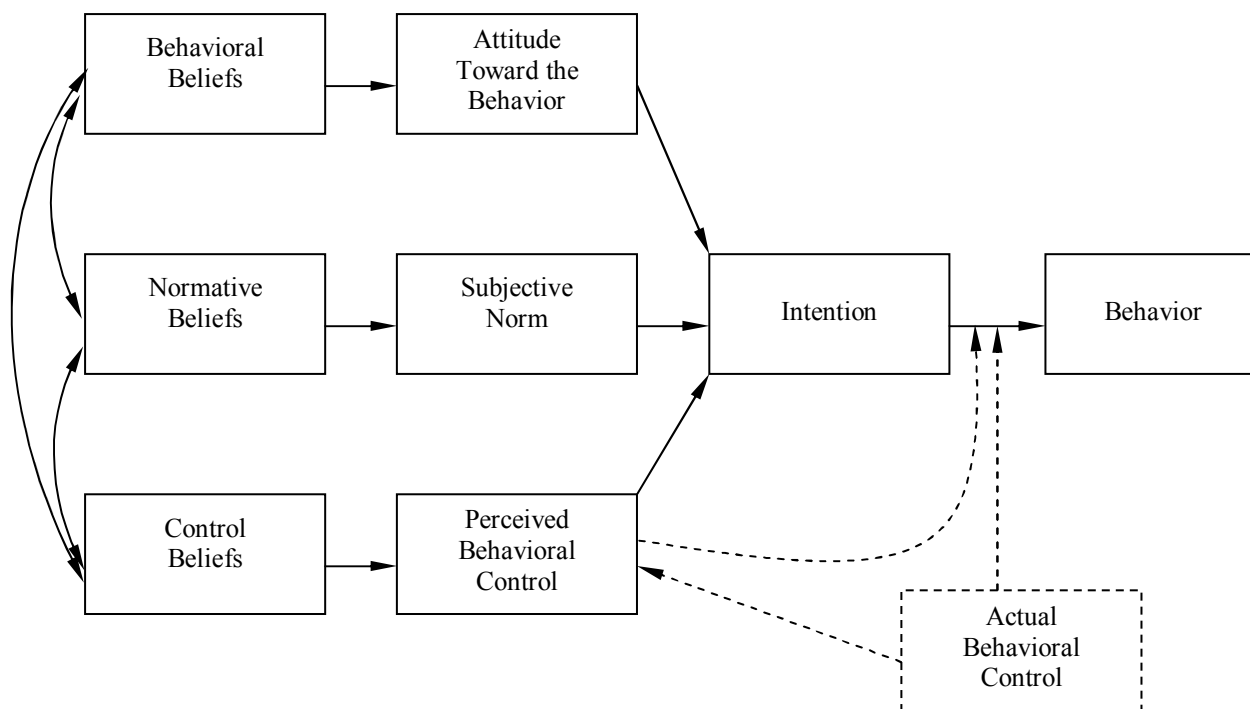 Behavioral
Beliefs
Attitude
Toward the
Behavior
Normative
Beliefs
Subjective
Norm
Intention
Behavior
Control
Beliefs
Perceived
Behavioral
Control
Actual
Behavioral
Control